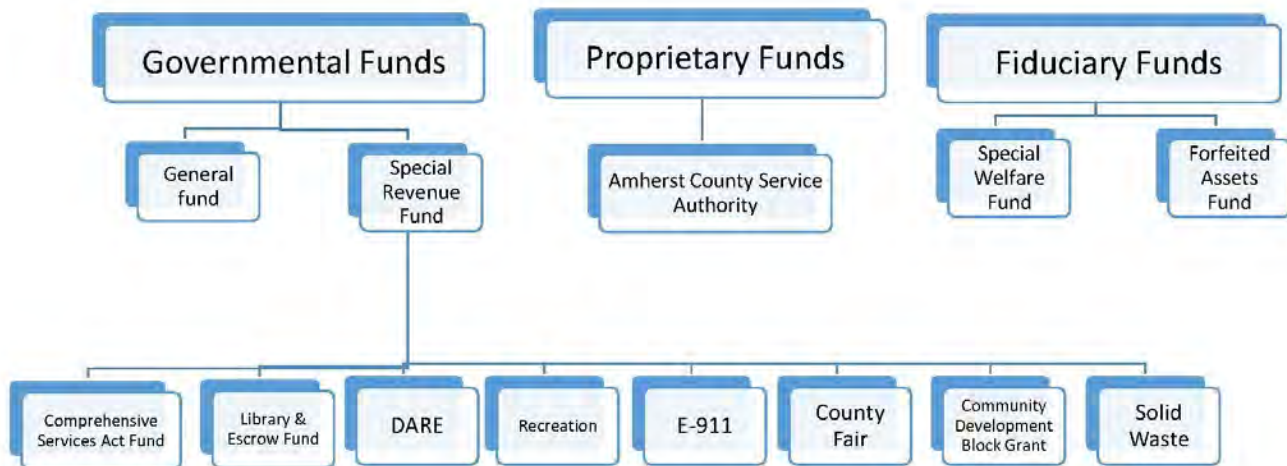 Governmental Funds
Proprietary Funds
Fiduciary Funds
General
fund
Special
Revenue
Fund
Amherst County Service
Authority
Special
Welfare
Fund
Forfeited
Assets
Fund
Comprehensive
Services Act Fund
Library &
Escrow Fund
DARE
Recreation
E-911
County
Fair
Community
Development
Block Grant
Solid
Waste